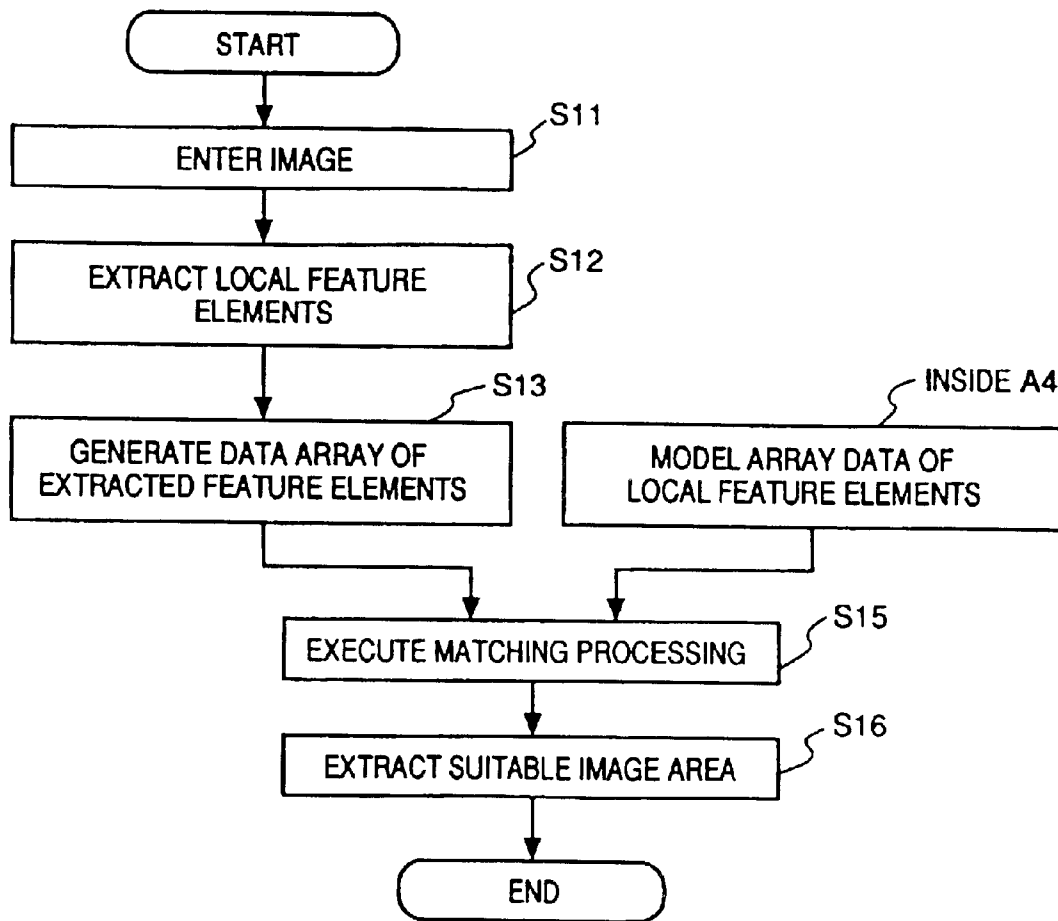 START
S11
ENTER IMAGE
S12
EXTRACT LOCAL FEATURE
ELEMENTS
S13
GENERATE DATA ARRAY OF
EXTRACTED FEATURE ELEMENTS
INSIDE A4
MODEL ARRAY DATA OF
LOCAL FEATURE ELEMENTS
S15
EXECUTE MATCHING PROCESSING
S16
EXTRACT SUITABLE IMAGE AREA
END